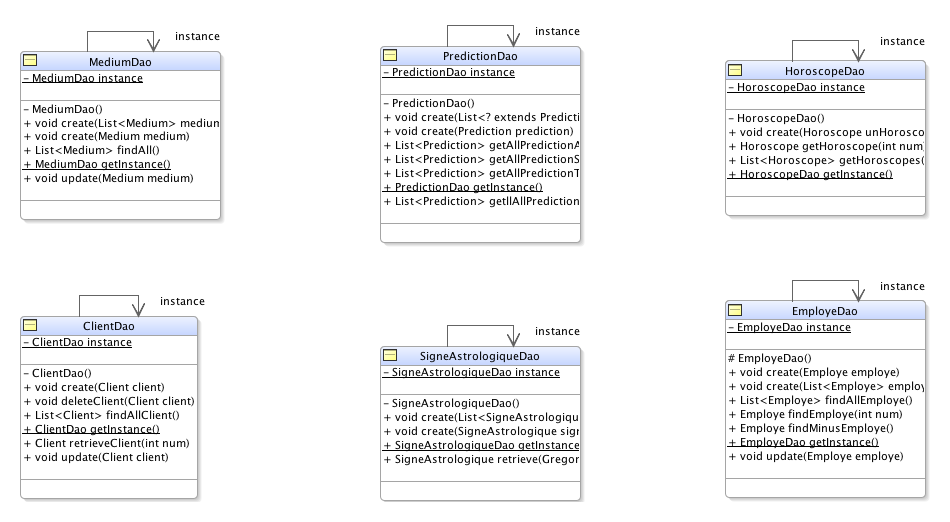 instance
MediumDao
− MediumDao instance
− MediumDao()
+ void create(List<Medium> medium
+ void create(Medium medium)
+ List<Medium> findAll()
+ MediumDao getInstance()
+ void update(Medium medium)
instance
PredictionDao
− PredictionDao instance
− PredictionDao()
+ void create(List<? extends Predicti
+ void create(Prediction prediction)
+ List<Prediction> getAllPredictionA
+ List<Prediction> getAllPredictionS
+ List<Prediction> getAllPredictionT
+ PredictionDao getInstance()
+ List<Prediction> getllAllPrediction
instance
HoroscopeDao
− HoroscopeDao instance
− HoroscopeDao()
+ void create(Horoscope unHorosco
+ Horoscope getHoroscope(int num
+ List<Horoscope> getHoroscopes(
+ HoroscopeDao getInstance()
instance
ClientDao
− ClientDao instance
− ClientDao()
+ void create(Client client)
+ void deleteClient(Client client)
+ List<Client> findAllClient()
+ ClientDao getInstance()
+ Client retrieveClient(int num)
+ void update(Client client)
instance
SigneAstrologiqueDao
− SigneAstrologiqueDao instance
− SigneAstrologiqueDao()
+ void create(List<SigneAstrologiqu
+ void create(SigneAstrologique sign
+ SigneAstrologiqueDao getInstance
+ SigneAstrologique retrieve(Gregor
instance
EmployeDao
− EmployeDao instance
# EmployeDao()
+ void create(Employe employe)
+ void create(List<Employe> employ
+ List<Employe> findAllEmploye()
+ Employe findEmploye(int num)
+ Employe findMinusEmploye()
+ EmployeDao getInstance()
+ void update(Employe employe)